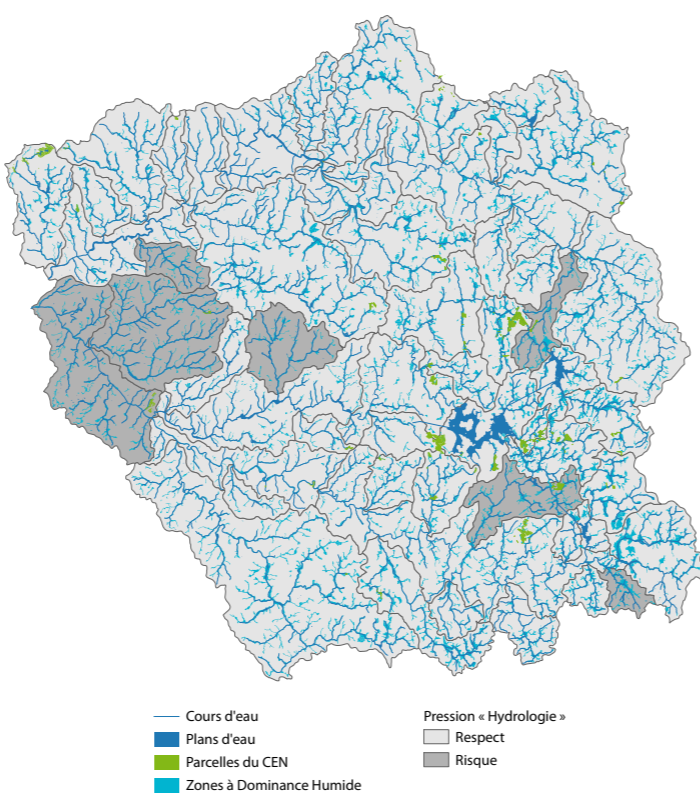 Cours d'eau
Plans d'eau
Parcelles du CEN
Zones à Dominance Humide
Pression « Hydrologie »
Respect
Risque